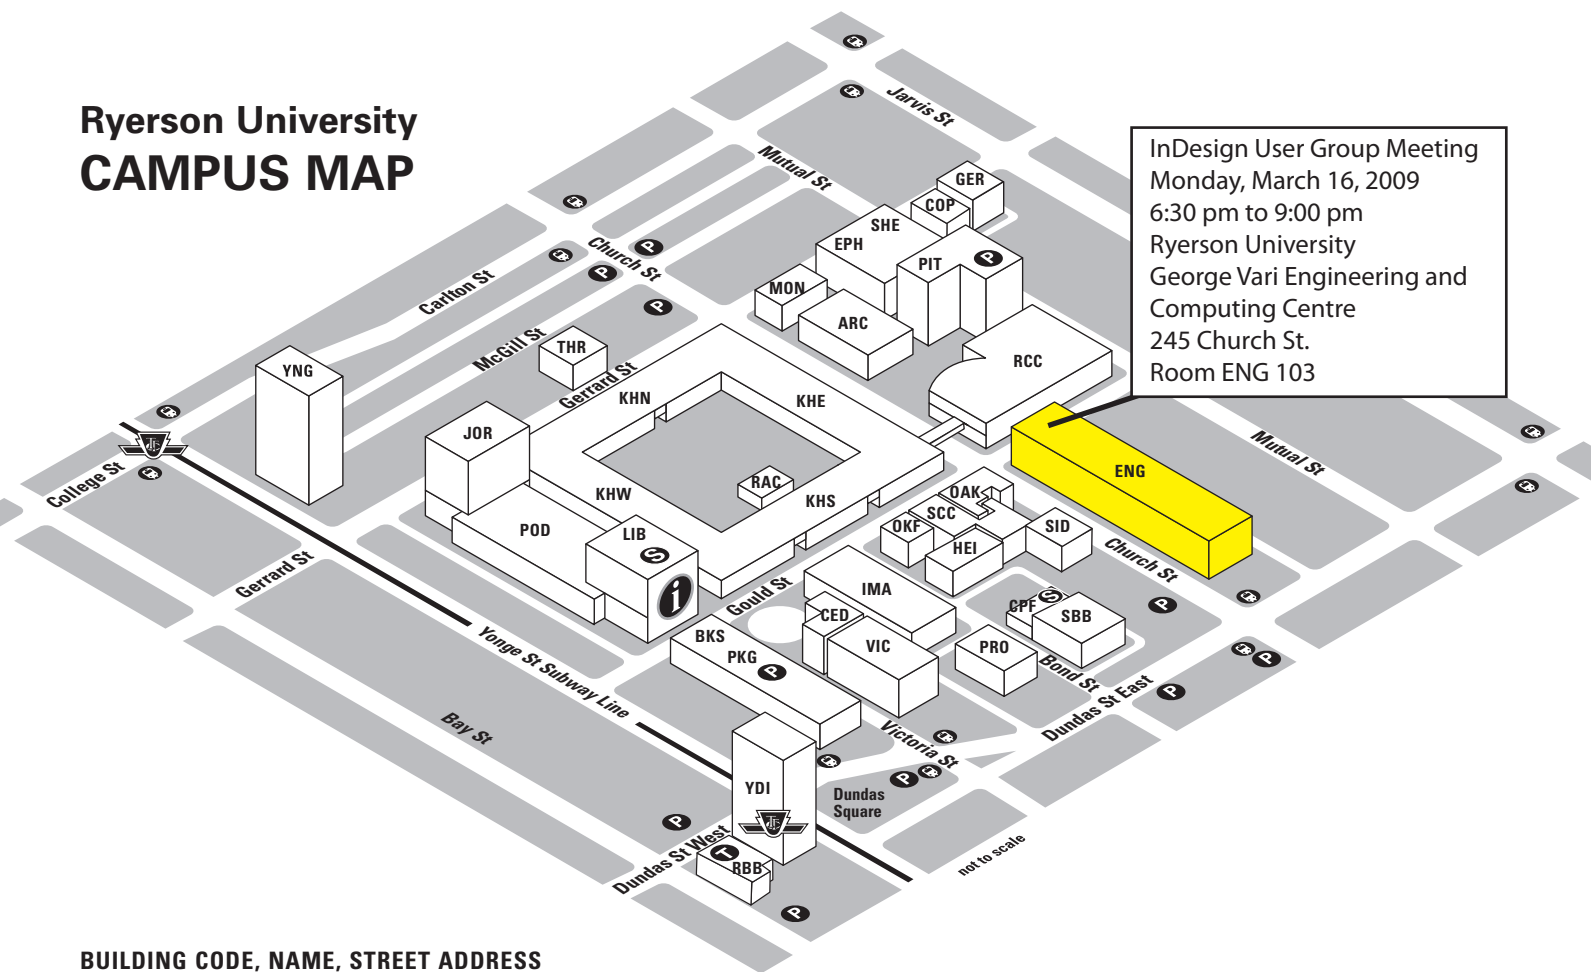 Ryerson University
CAMPUS MAP
InDesign User Group Meeting
Monday, March 16, 2009
6:30 pm to 9:00 pm
Ryerson University
George Vari Engineering and
Computing Centre
245 Church St.
Room ENG 103
Jarvis St
Mutual St
GER
COP
SHE
EPH
PIT
P
MON
ARC
RCC
Church St
P
P
P
Carlton St
McGill St
THR
Gerrard St
YNG
KHN
KHE
JOR
RAC
KHW
KHS
POD
LIB
S
i
College St
Gerrard St
ENG
Mutual St
OAK
SCC
OKF
HEI
SID
Church St
P
Gould St
IMA
CED
VIC
CPF
S
SBB
PRO
Bond St
BKS
PKG
P
Yonge St Subway Line
Bay St
Victoria St
Dundas St East
P
P
P
YDI
Dundas
Square
P
Dundas St West
T
RBB
P
not to scale
BUILDING CODE, NAME, STREET ADDRESS